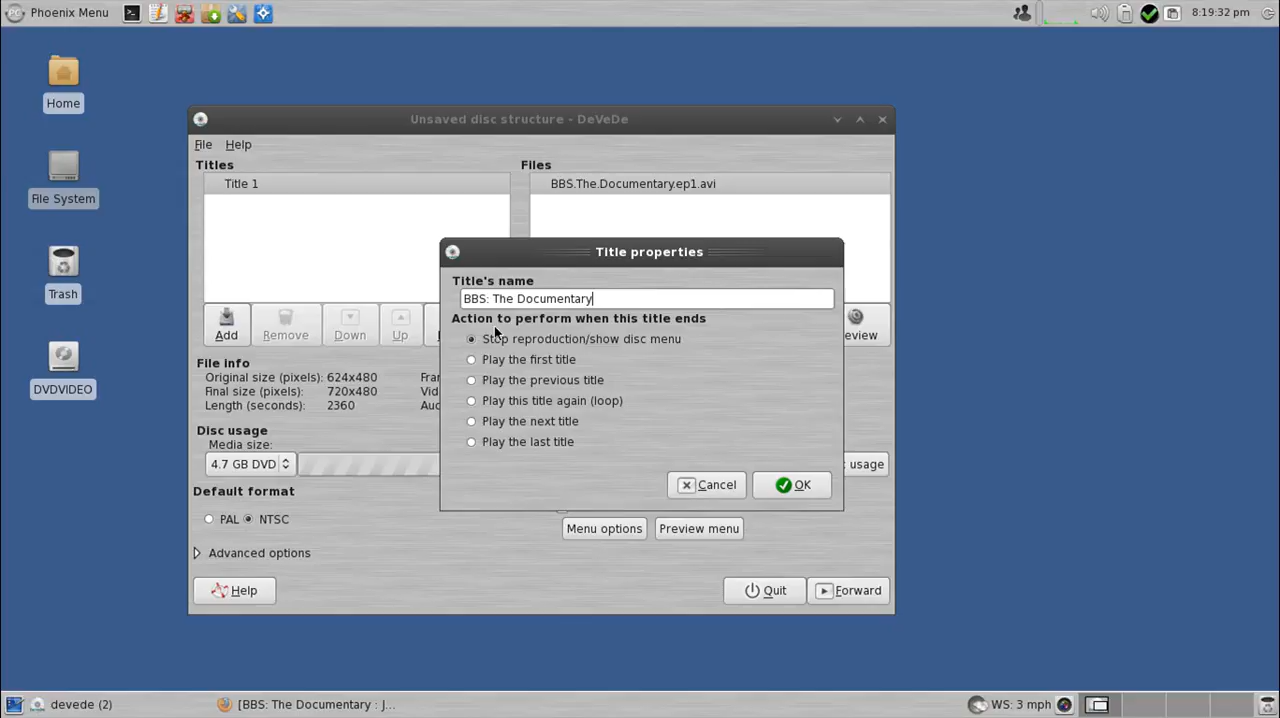 Phoenix Menu
8:19:32 pm
Home
File System
Trash
DVDVIDEO
Unsaved disc structure - DeVeDe
File Help
Titles
Files
Title 1
BBS.The.Documentary.ep1.avi
Title properties
Title's name
BBS: The Documentary
Action to perform when this title ends
Stop reproduction/show disc menu
Play the first title
Play the previous title
Play this title again (loop)
Play the next title
Play the last title
Cancel
OK
Add
Remove
Down
Up
eview
File info
Original size (pixels): 624x480
Final size (pixels): 720x480
Length (seconds): 2360
Fra
Vid
Au
Disc usage
Media size:
4.7 GB DVD
usage
Default format
PAL NTSC
Menu options
Preview menu
Advanced options
Help
Quit
Forward
devede (2)
[BBS: The Documentary : J...
WS: 3 mph